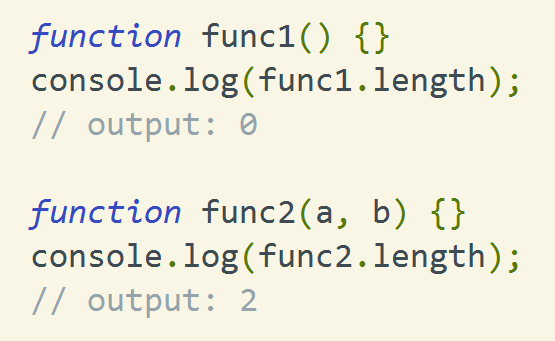 function func1() {}
console.log(func1.length);
// output: 0
function func2(a, b) {}
console.log(func2.length);
// output: 2